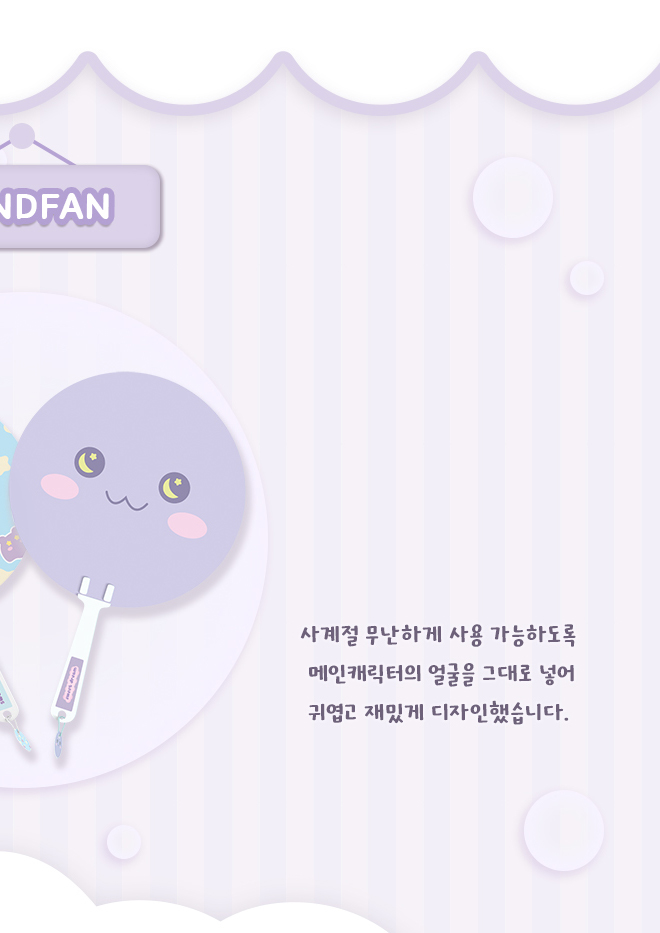 NDFAN
사계절 무난하게 사용 가능하도록
메인캐릭터의 얼굴을 그대로 넣어
귀엽고 재밌게 디자인했습니다.